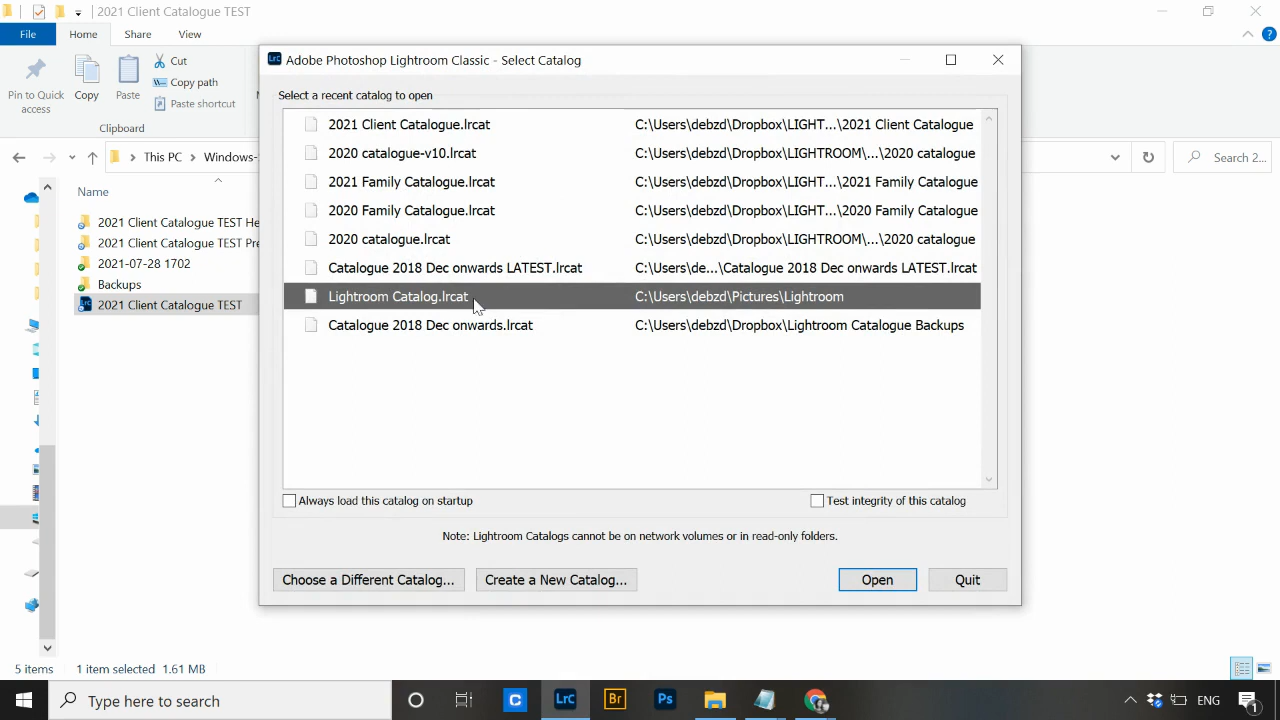 2021 Client Catalogue TEST
File
Home
Share
View
Pin to Quick access
Copy
Paste
Cut
Copy path
Paste shortcut
Clipboard
This PC
Windows-
Search 2...
Name
2021 Client Catalogue TEST He
2021 Client Catalogue TEST Pre
2021-07-28 1702
Backups
2021 Client Catalogue TEST
LrC Adobe Photoshop Lightroom Classic - Select Catalog
Select a recent catalog to open
2021 Client Catalogue.lrcat C:\Users\debzd\Dropbox\LIGHT...\2021 Client Catalogue
2020 catalogue-v10.lrcat C:\Users\debzd\Dropbox\LIGHTROOM\...\2020 catalogue
2021 Family Catalogue.lrcat C:\Users\debzd\Dropbox\LIGHT...\2021 Family Catalogue
2020 Family Catalogue.lrcat C:\Users\debzd\Dropbox\LIGHT...\2020 Family Catalogue
2020 catalogue.lrcat C:\Users\debzd\Dropbox\LIGHTROOM\...\2020 catalogue
Catalogue 2018 Dec onwards LATEST.lrcat C:\Users\de...\Catalogue 2018 Dec onwards LATEST.lrcat
Lightroom Catalog.lrcat C:\Users\debzd\Pictures\Lightroom
Catalogue 2018 Dec onwards.lrcat C:\Users\debzd\Dropbox\Lightroom Catalogue Backups
Always load this catalog on startup
Test integrity of this catalog
Note: Lightroom Catalogs cannot be on network volumes or in read-only folders.
Choose a Different Catalog...
Create a New Catalog...
Open
Quit
5 items 1 item selected 1.61 MB
Type here to search
C
LrC
Br
Ps
ENG
1